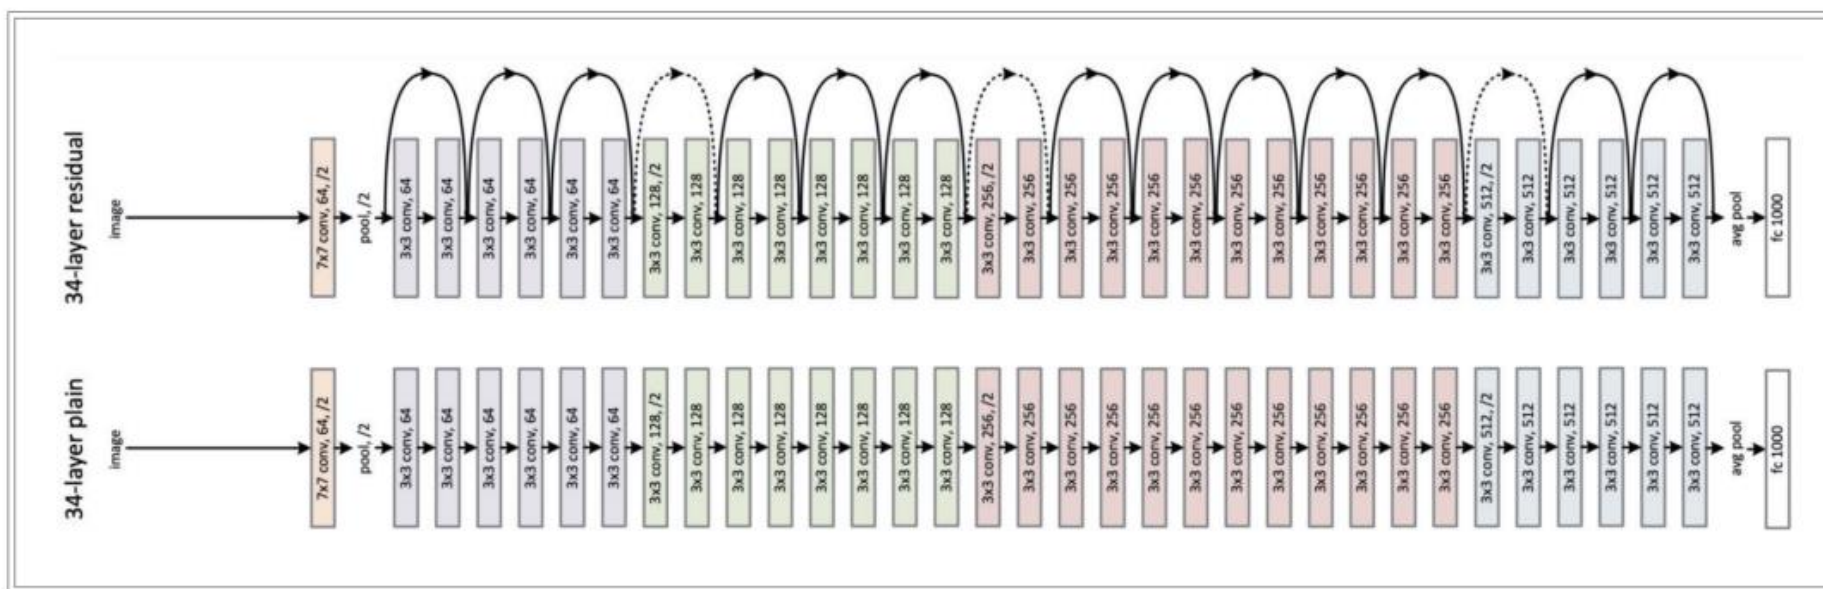 34-layer residual
image
7x7 conv, 64, /2
pool, /2
3x3 conv, 64
3x3 conv, 64
3x3 conv, 64
3x3 conv, 64
3x3 conv, 64
3x3 conv, 64
3x3 conv, 128, /2
3x3 conv, 128
3x3 conv, 128
3x3 conv, 128
3x3 conv, 128
3x3 conv, 128
3x3 conv, 128
3x3 conv, 128
3x3 conv, 256, /2
3x3 conv, 256
3x3 conv, 256
3x3 conv, 256
3x3 conv, 256
3x3 conv, 256
3x3 conv, 256
3x3 conv, 256
3x3 conv, 256
3x3 conv, 256
3x3 conv, 256
3x3 conv, 256
3x3 conv, 512, /2
3x3 conv, 512
3x3 conv, 512
3x3 conv, 512
3x3 conv, 512
3x3 conv, 512
avg pool
fc 1000
34-layer plain
image
7x7 conv, 64, /2
pool, /2
3x3 conv, 64
3x3 conv, 64
3x3 conv, 64
3x3 conv, 64
3x3 conv, 64
3x3 conv, 64
3x3 conv, 128, /2
3x3 conv, 128
3x3 conv, 128
3x3 conv, 128
3x3 conv, 128
3x3 conv, 128
3x3 conv, 128
3x3 conv, 128
3x3 conv, 256, /2
3x3 conv, 256
3x3 conv, 256
3x3 conv, 256
3x3 conv, 256
3x3 conv, 256
3x3 conv, 256
3x3 conv, 256
3x3 conv, 256
3x3 conv, 256
3x3 conv, 256
3x3 conv, 256
3x3 conv, 512, /2
3x3 conv, 512
3x3 conv, 512
3x3 conv, 512
3x3 conv, 512
3x3 conv, 512
avg pool
fc 1000